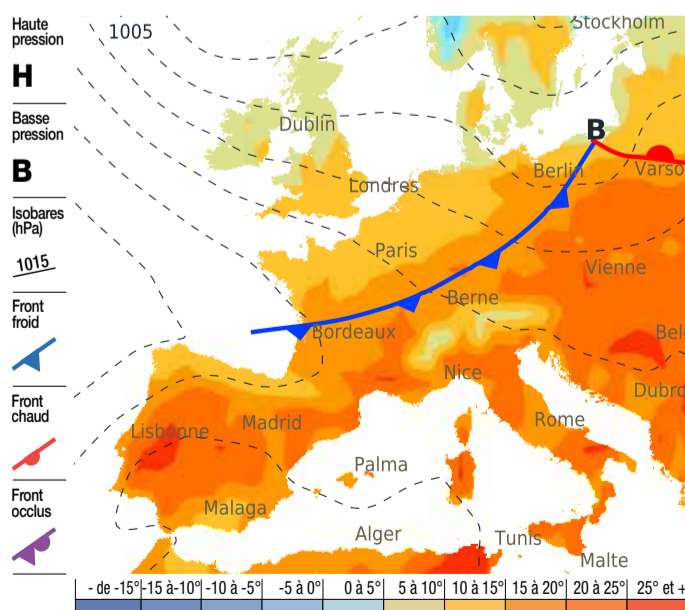 Haute
pression
H
Basse
pression
B
Isobares
(hPa)
1015
Front
froid
Front
chaud
Front
occlus
1005
Stockholm
Dublin
B
Berlin
Varso
Londres
Paris
Vienne
Berne
Bordeaux
Bel
Nice
Dubro
Madrid
Rome
Lisbonne
Palma
Malaga
Alger
Tunis
Malte
- de -15° -15 à-10° -10 à -5° -5 à 0° 0 à 5° 5 à 10° 10 à 15° 15 à 20° 20 à 25° 25° et +